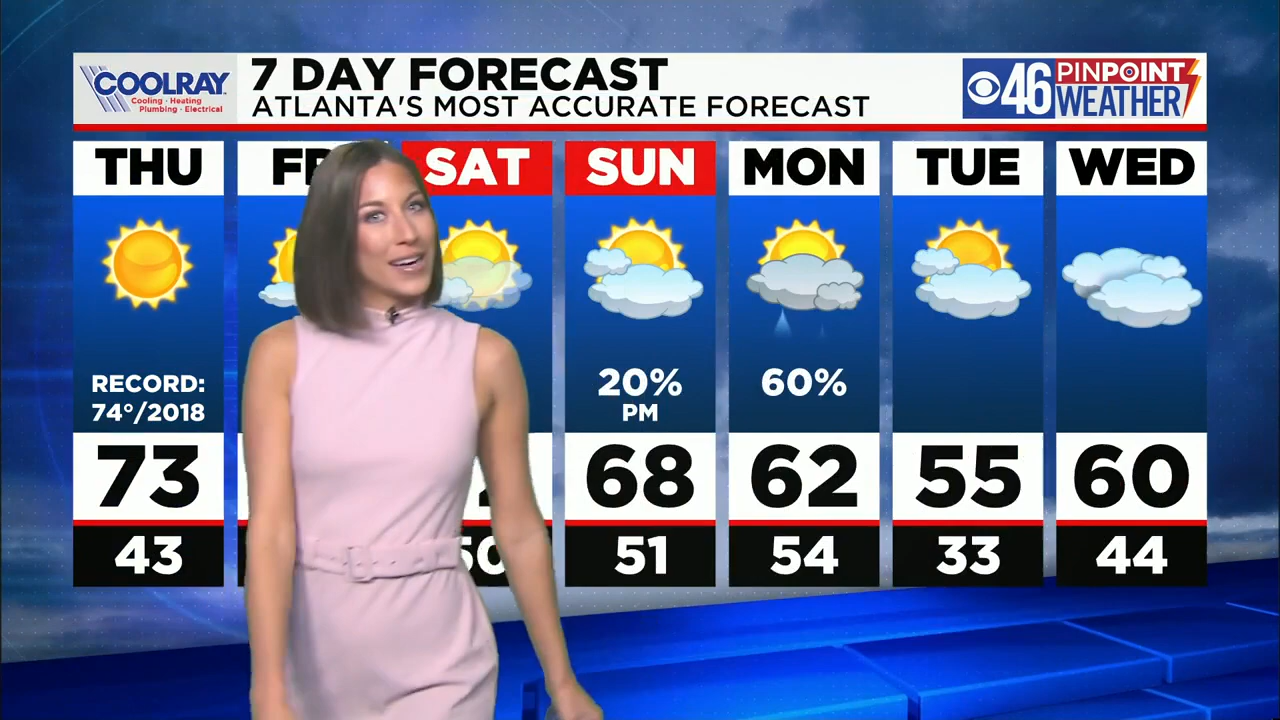 COOLRAY
Cooling · Heating
Plumbing · Electrical
7 DAY FORECAST
ATLANTA'S MOST ACCURATE FORECAST
46 PINPOINT
WEATHER
THU SAT SUN MON TUE WED
RECORD:
74°/2018
20%
PM
60%
73 68 62 55 60
43 50 51 54 33 44